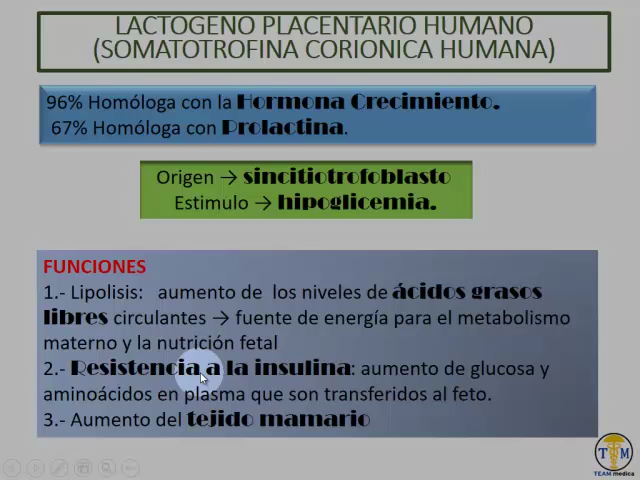 LACTOGENO PLACENTARIO HUMANO
(SOMATOTROFINA CORIONICA HUMANA)
96% Homóloga con la Hormona Crecimiento.
67% Homóloga con Prolactina.
Origen → sincitiotrofoblasto
Estimulo → hipoglicemia.
FUNCIONES
1.- Lipolisis: aumento de los niveles de ácidos grasos
libres circulantes → fuente de energía para el metabolismo
materno y la nutrición fetal
2.- Resistencia a la insulina: aumento de glucosa y
aminoácidos en plasma que son transferidos al feto.
3.- Aumento del tejido mamario
T M
TEAM medica